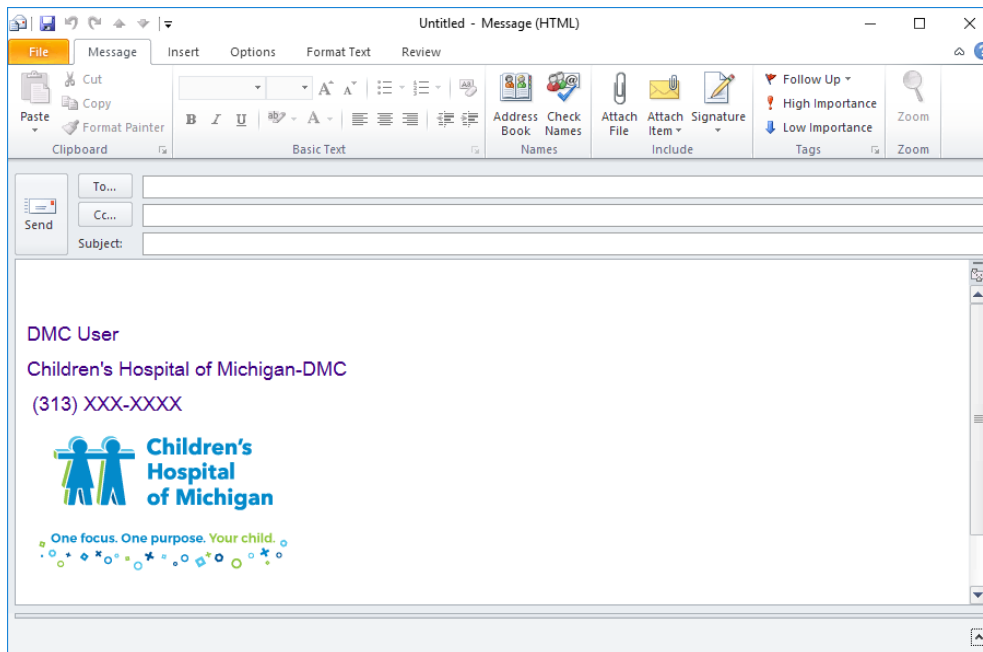 Untitled - Message (HTML)
File Message Insert Options Format Text Review
Paste
Cut
Copy
Format Painter
Clipboard
B I U
Basic Text
Address Book
Check Names
Names
Attach File
Attach Item
Signature
Include
Follow Up
High Importance
Low Importance
Tags
Zoom
Zoom
Send
To...
Cc...
Subject:
DMC User
Children's Hospital of Michigan-DMC
(313) XXX-XXXX
Children's
Hospital
of Michigan
One focus. One purpose. Your child.